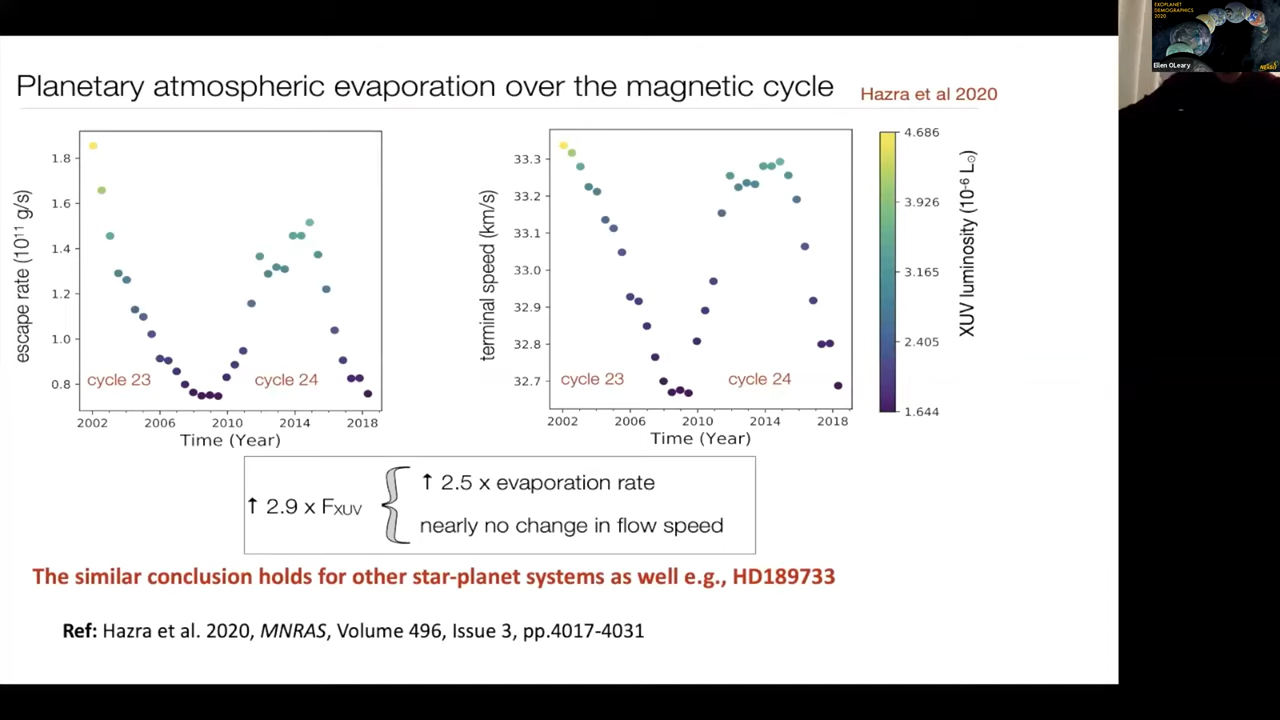 EXOPLANET
DEMOGRAPHICS
2020
Ellen OLeary
Planetary atmospheric evaporation over the magnetic cycle
Hazra et al 2020
escape rate (10¹¹ g/s)
1.8
1.6
1.4
1.2
1.0
0.8
cycle 23
cycle 24
2002 2006 2010 2014 2018
Time (Year)
terminal speed (km/s)
33.3
33.2
33.1
33.0
32.9
32.8
32.7
cycle 23
cycle 24
2002 2006 2010 2014 2018
Time (Year)
4.686
3.926
3.165
2.405
1.644
XUV luminosity (10⁻⁶ L☉)
↑ 2.9 x FXUV
↑ 2.5 x evaporation rate
nearly no change in flow speed
The similar conclusion holds for other star-planet systems as well e.g., HD189733
Ref: Hazra et al. 2020, MNRAS, Volume 496, Issue 3, pp.4017-4031